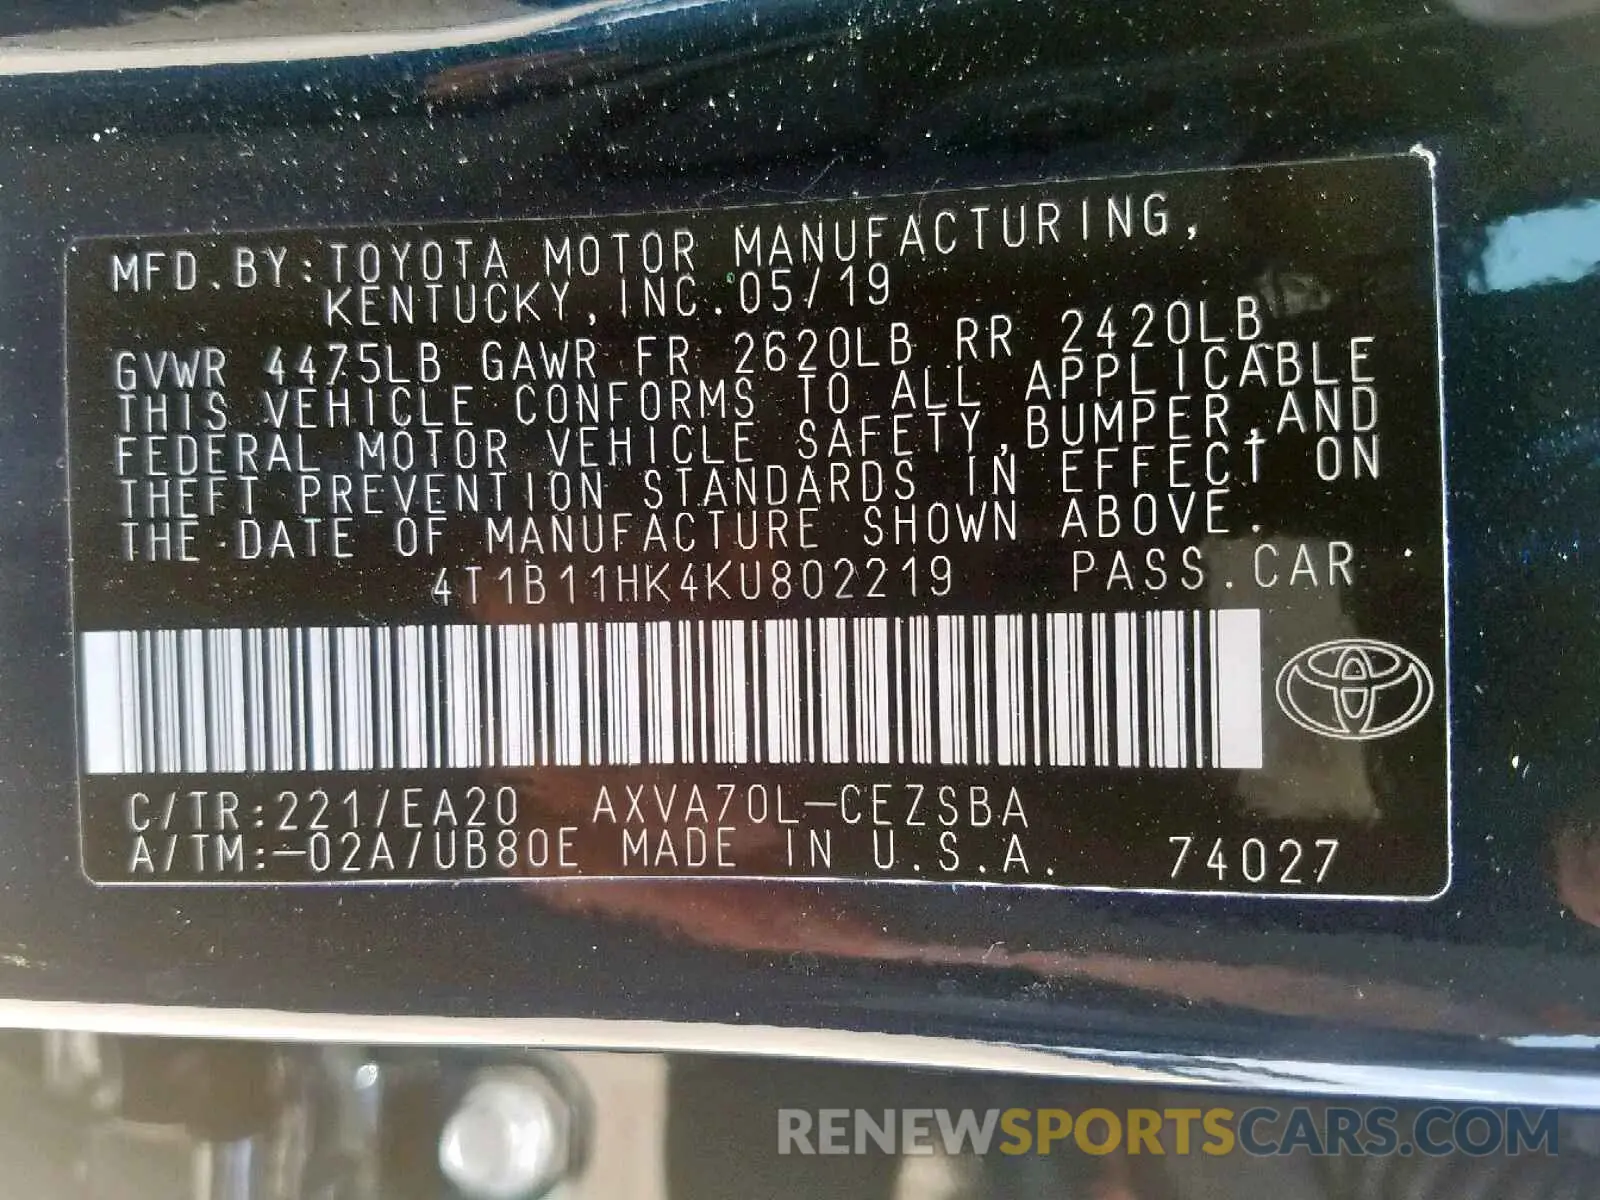 MFD.BY:TOYOTA MOTOR MANUFACTURING,
KENTUCKY,INC.05/19
GVWR 4475LB GAWR FR 2620LB RR 2420LB
THIS VEHICLE CONFORMS TO ALL APPLICABLE
FEDERAL MOTOR VEHICLE SAFETY,BUMPER,AND
THEFT PREVENTION STANDARDS IN EFFECT ON
THE DATE OF MANUFACTURE SHOWN ABOVE.
4T1B11HK4KU802219 PASS.CAR
C/TR:221/EA20 AXVA70L-CEZSBA
A/TM:-02A/UB80E MADE IN U.S.A. 74027
RENEWSPORTSCARS.COM